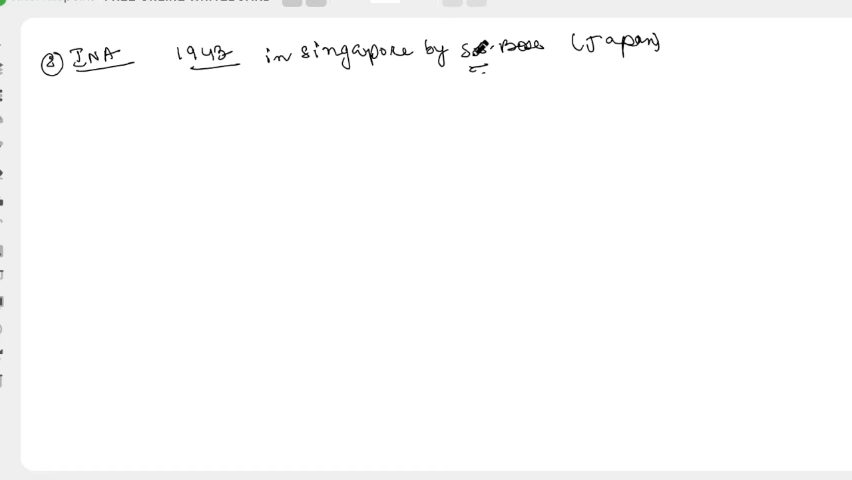 ⑧ INA 1943 in singapore by S. Bose (Japan)